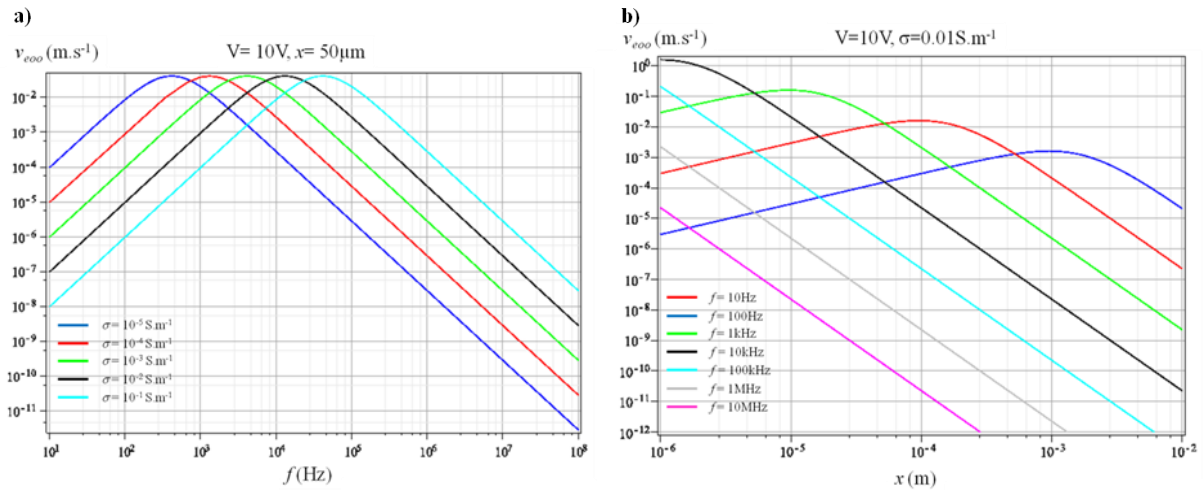 a)
V= 10V, x= 50µm
v_eoo (m.s⁻¹)
10⁻²
10⁻³
10⁻⁴
10⁻⁵
10⁻⁶
10⁻⁷
10⁻⁸
10⁻⁹
10⁻¹⁰
10⁻¹¹
σ= 10⁻⁵ S.m⁻¹
σ= 10⁻⁴ S.m⁻¹
σ= 10⁻³ S.m⁻¹
σ= 10⁻² S.m⁻¹
σ= 10⁻¹ S.m⁻¹
10¹ 10² 10³ 10⁴ 10⁵ 10⁶ 10⁷ 10⁸
f (Hz)
b)
V=10V, σ=0.01S.m⁻¹
v_eoo (m.s⁻¹)
10⁰
10⁻¹
10⁻²
10⁻³
10⁻⁴
10⁻⁵
10⁻⁶
10⁻⁷
10⁻⁸
10⁻⁹
10⁻¹⁰
10⁻¹¹
10⁻¹²
f= 10Hz
f= 100Hz
f= 1kHz
f= 10kHz
f= 100kHz
f= 1MHz
f= 10MHz
10⁻⁶ 10⁻⁵ 10⁻⁴ 10⁻³ 10⁻²
x (m)